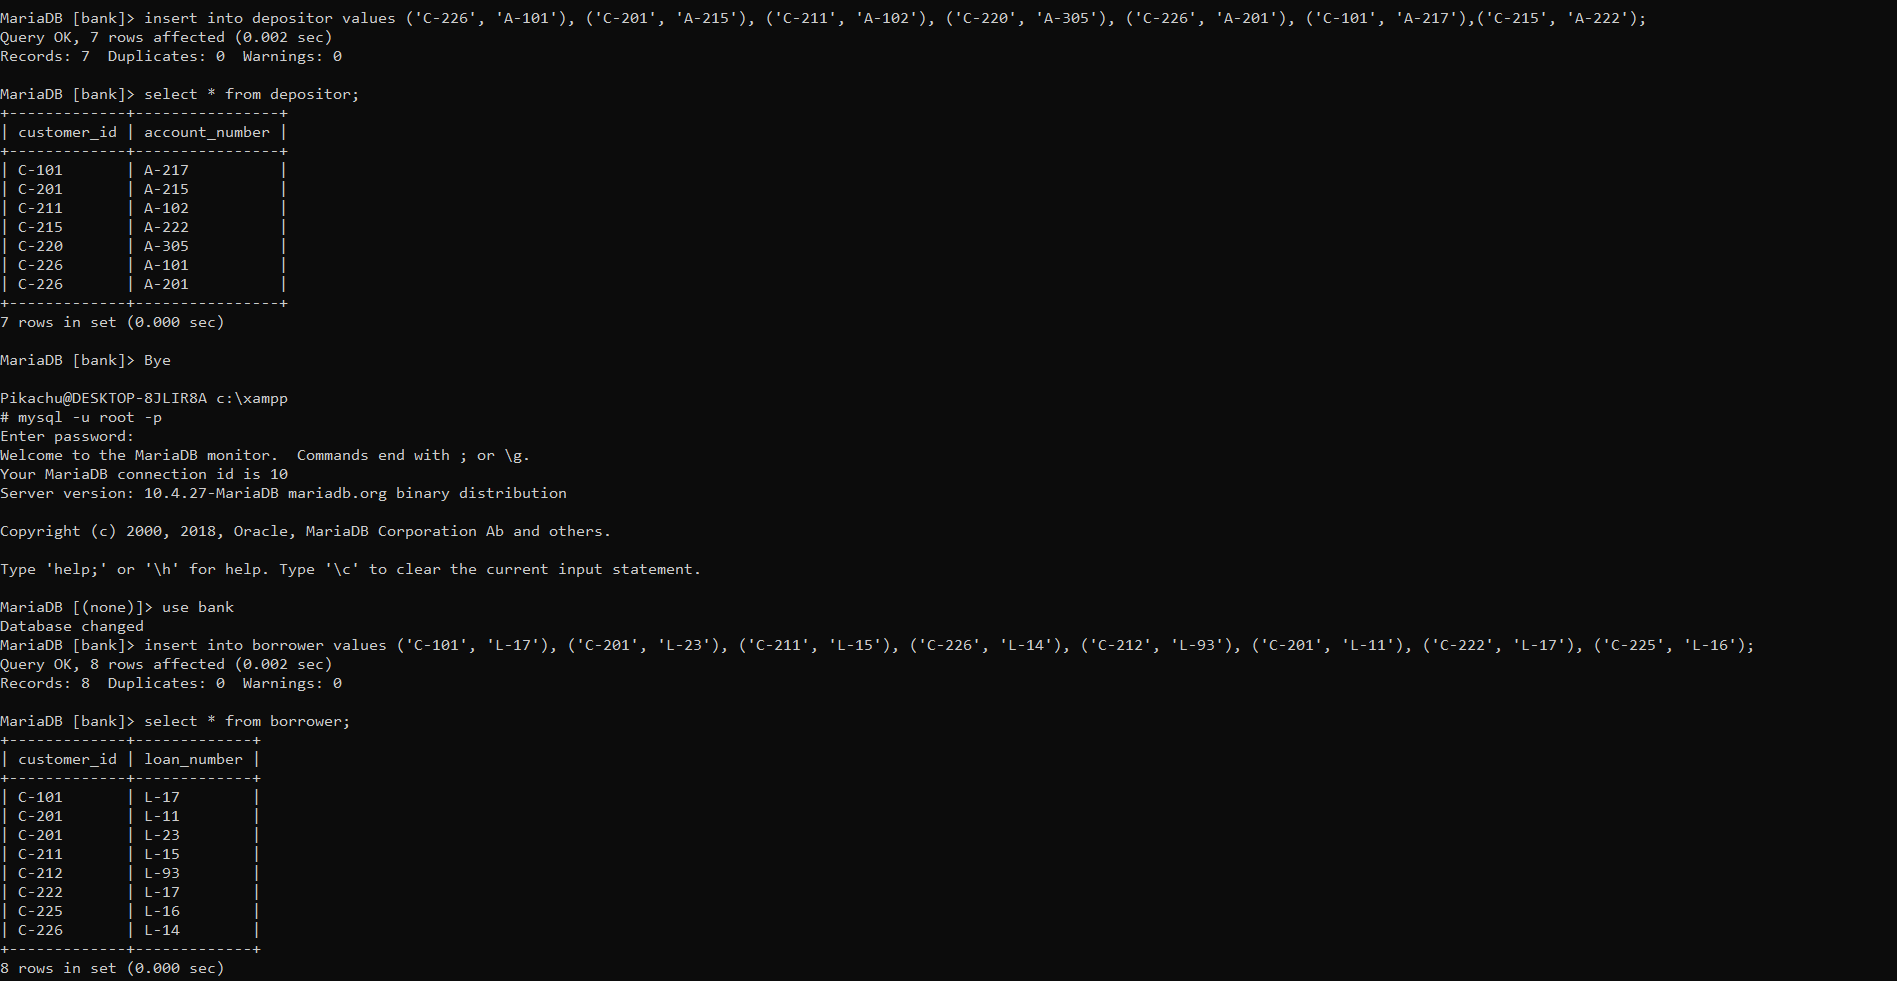 MariaDB [bank]> insert into depositor values ('C-226', 'A-101'), ('C-201', 'A-215'), ('C-211', 'A-102'), ('C-220', 'A-305'), ('C-226', 'A-201'), ('C-101', 'A-217'),('C-215', 'A-222');
Query OK, 7 rows affected (0.002 sec)
Records: 7  Duplicates: 0  Warnings: 0

MariaDB [bank]> select * from depositor;
+-------------+----------------+
| customer_id | account_number |
+-------------+----------------+
| C-101       | A-217          |
| C-201       | A-215          |
| C-211       | A-102          |
| C-215       | A-222          |
| C-220       | A-305          |
| C-226       | A-101          |
| C-226       | A-201          |
+-------------+----------------+
7 rows in set (0.000 sec)

MariaDB [bank]> Bye

Pikachu@DESKTOP-8JLIR8A c:\xampp
# mysql -u root -p
Enter password:
Welcome to the MariaDB monitor.  Commands end with ; or \g.
Your MariaDB connection id is 10
Server version: 10.4.27-MariaDB mariadb.org binary distribution

Copyright (c) 2000, 2018, Oracle, MariaDB Corporation Ab and others.

Type 'help;' or '\h' for help. Type '\c' to clear the current input statement.

MariaDB [(none)]> use bank
Database changed
MariaDB [bank]> insert into borrower values ('C-101', 'L-17'), ('C-201', 'L-23'), ('C-211', 'L-15'), ('C-226', 'L-14'), ('C-212', 'L-93'), ('C-201', 'L-11'), ('C-222', 'L-17'), ('C-225', 'L-16');
Query OK, 8 rows affected (0.002 sec)
Records: 8  Duplicates: 0  Warnings: 0

MariaDB [bank]> select * from borrower;
+-------------+-------------+
| customer_id | loan_number |
+-------------+-------------+
| C-101       | L-17        |
| C-201       | L-11        |
| C-201       | L-23        |
| C-211       | L-15        |
| C-212       | L-93        |
| C-222       | L-17        |
| C-225       | L-16        |
| C-226       | L-14        |
+-------------+-------------+
8 rows in set (0.000 sec)